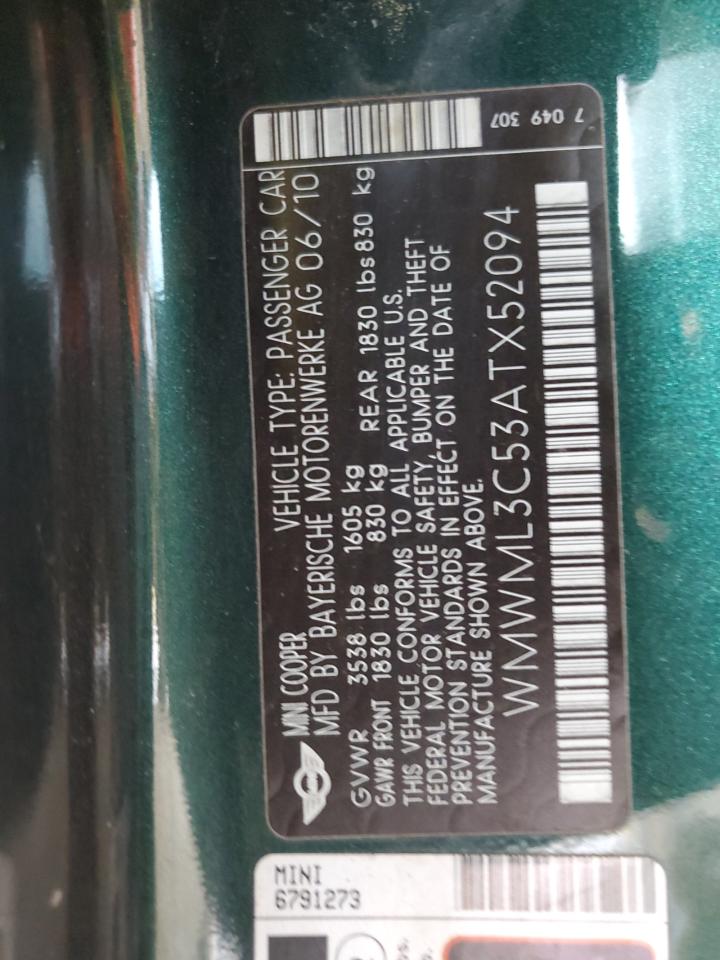 MINI COOPER VEHICLE TYPE: PASSENGER CAR
MFD BY BAYERISCHE MOTORENWERKE AG 06/10
GVWR 3538 lbs 1605 kg
GAWR FRONT 1830 lbs 830 kg REAR 1830 lbs 830 kg
THIS VEHICLE CONFORMS TO ALL APPLICABLE U.S.
FEDERAL MOTOR VEHICLE SAFETY, BUMPER AND THEFT
PREVENTION STANDARDS IN EFFECT ON THE DATE OF
MANUFACTURE SHOWN ABOVE.
WMWML3C53ATX52094
7 049 307
MINI
6791273